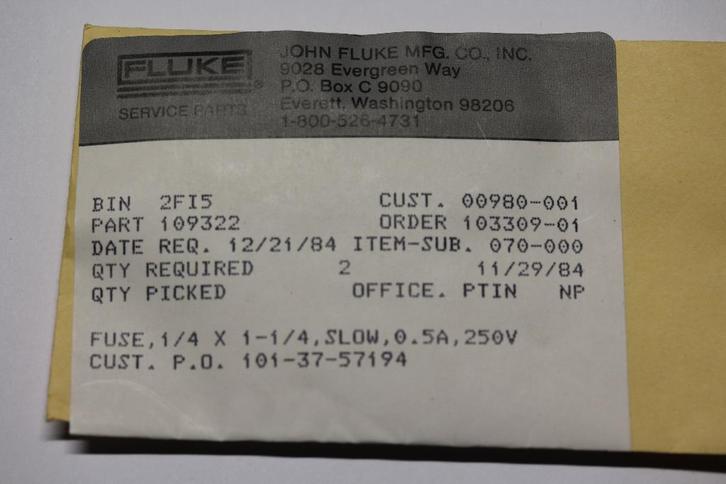 FLUKE ®
SERVICE PARTS
JOHN FLUKE MFG. CO., INC.
9028 Evergreen Way
P.O. Box C 9090
Everett, Washington 98206
1-800-526-4731
BIN 2FI5 CUST. 00980-001
PART 109322 ORDER 103309-01
DATE REQ. 12/21/84 ITEM-SUB. 070-000
QTY REQUIRED 2 11/29/84
QTY PICKED OFFICE. PTIN NP
FUSE,1/4 X 1-1/4,SLOW,0.5A,250V
CUST. P.O. 101-37-57194